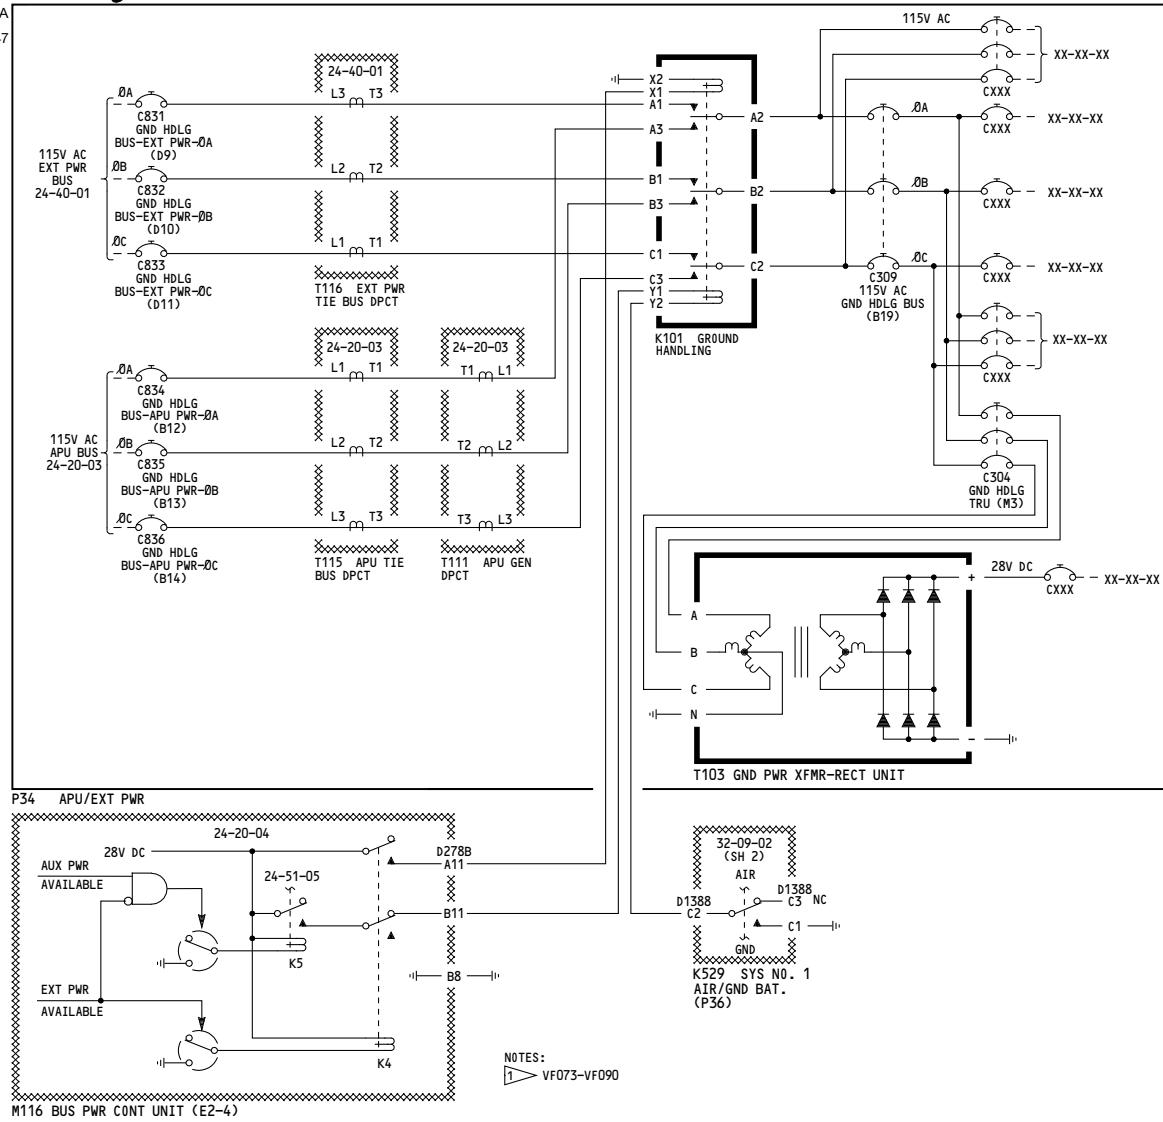 A
7
115V AC
XX-XX-XX
CXXX
24-40-01
L3 T3
X2
X1
A1
A3
A2
ØA
C831
GND HDLG
BUS-EXT PWR-ØA
(D9)
ØA
CXXX
XX-XX-XX
115V AC
EXT PWR
BUS
24-40-01
ØB
C832
GND HDLG
BUS-EXT PWR-ØB
(D10)
L2 T2
B1
B3
B2
ØB
CXXX
XX-XX-XX
ØC
C833
GND HDLG
BUS-EXT PWR-ØC
(D11)
L1 T1
T116 EXT PWR
TIE BUS DPCT
C1
C3
Y1
Y2
C2
K101 GROUND
HANDLING
ØC
C309
115V AC
GND HDLG BUS
(B19)
CXXX
XX-XX-XX
CXXX
XX-XX-XX
24-20-03
24-20-03
ØA
C834
GND HDLG
BUS-APU PWR-ØA
(B12)
L1 T1
T1 L1
115V AC
APU BUS
24-20-03
ØB
C835
GND HDLG
BUS-APU PWR-ØB
(B13)
L2 T2
T2 L2
ØC
C836
GND HDLG
BUS-APU PWR-ØC
(B14)
L3 T3
T3 L3
T115 APU TIE
BUS DPCT
T111 APU GEN
DPCT
C304
GND HDLG
TRU (M3)
A
B
C
N
+
-
28V DC
CXXX
XX-XX-XX
T103 GND PWR XFMR-RECT UNIT
P34 APU/EXT PWR
24-20-04
28V DC
AUX PWR
AVAILABLE
24-51-05
K5
D278B
A11
B11
B8
EXT PWR
AVAILABLE
K4
M116 BUS PWR CONT UNIT (E2-4)
32-09-02
(SH 2)
AIR
D1388
C2
D1388
C3 NC
C1
GND
K529 SYS NO. 1
AIR/GND BAT.
(P36)
NOTES:
1 VF073-VF090